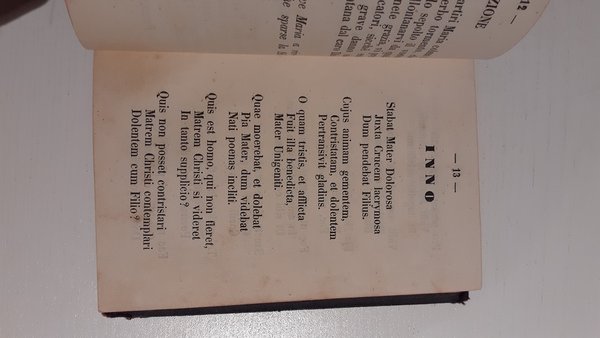 12 —
— 13 —
INNO
Stabat Mater Dolorosa
Juxta Crucem lacrymosa
Dum pendebat Filius.
Cujus animam gementem,
Contristatam, et dolentem
Pertransivit gladius.
O quam tristis, et afflicta
Fuit illa benedicta,
Mater Unigeniti.
Quae moerebat, et dolebat
Pia Mater, dum videbat
Nati poenas incliti.
Quis est homo, qui non fleret,
Matrem Christi si videret
In tanto supplicio?
Quis non posset contristari
Matrem Christi contemplari
Dolentem cum Filio?